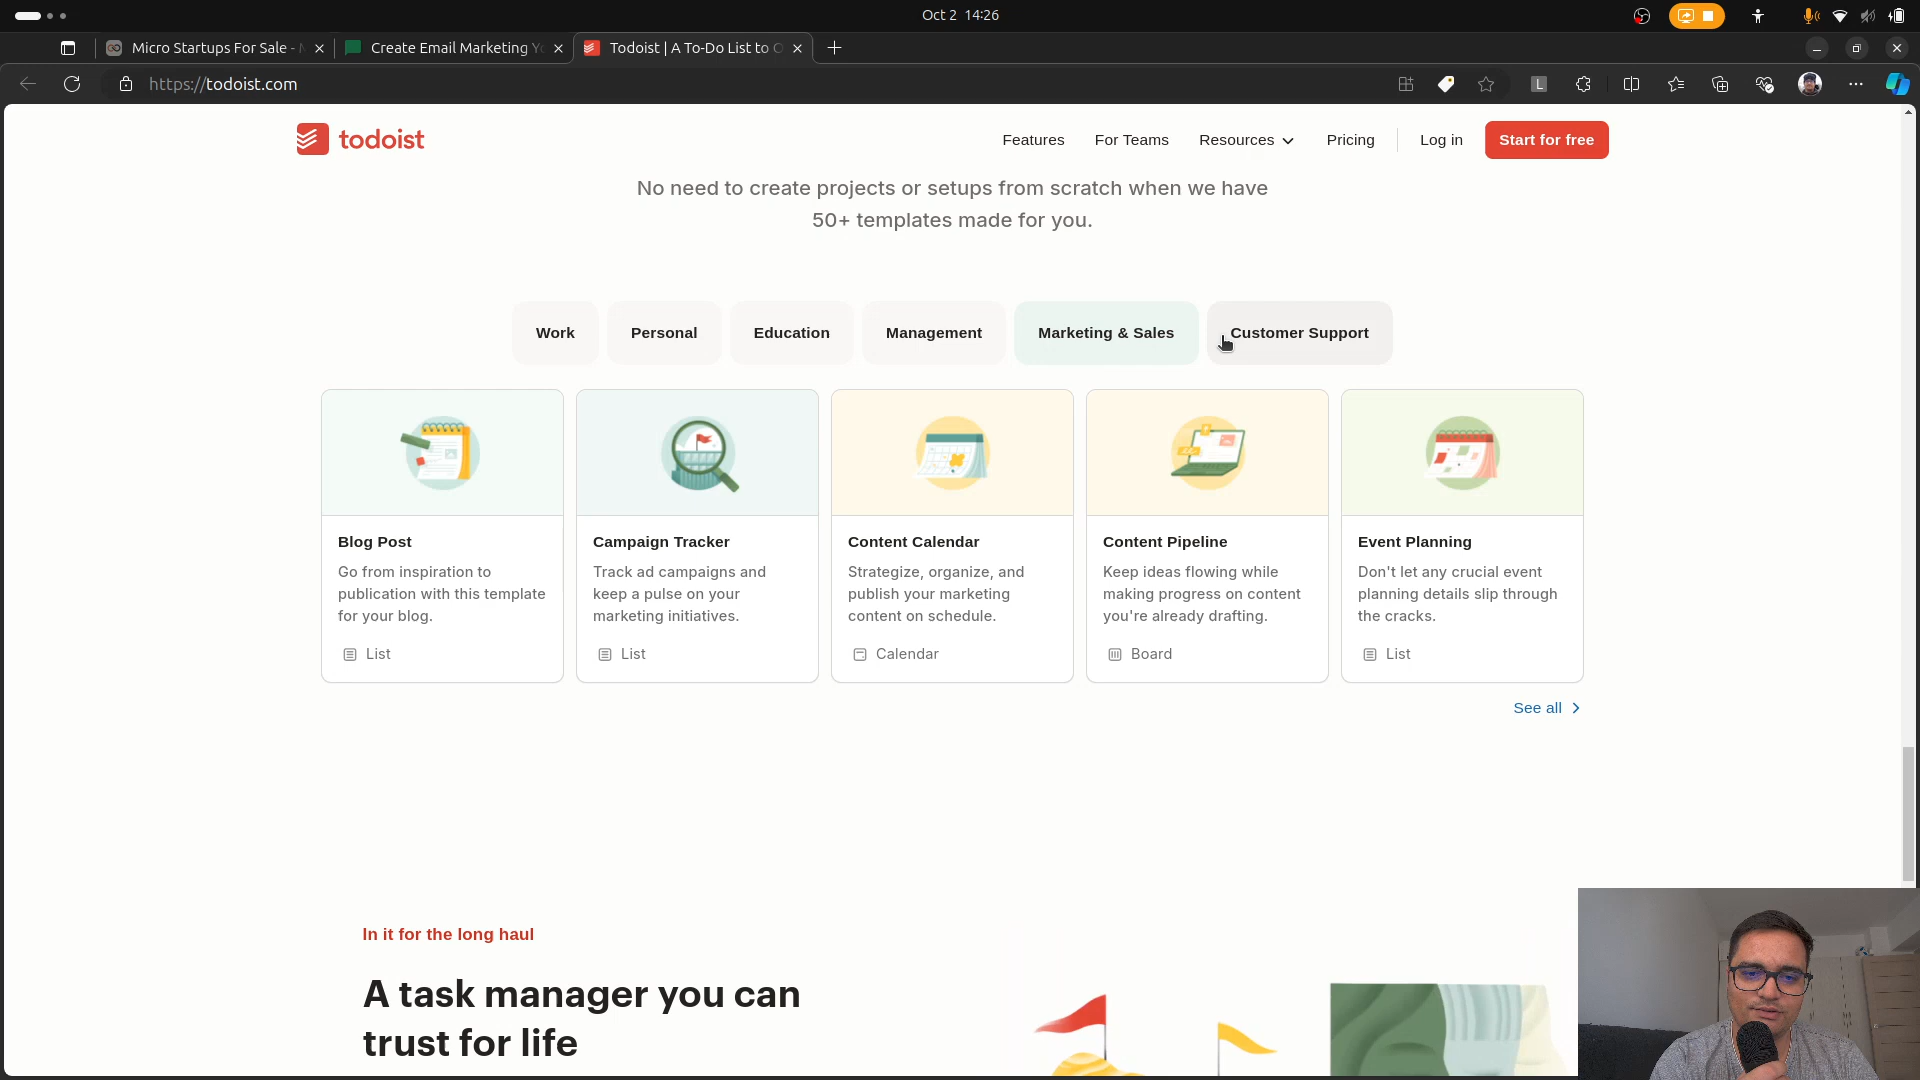 Oct 2 14:26
Micro Startups For Sale -
Create Email Marketing Yo
Todoist | A To-Do List to O
https://todoist.com
L
todoist
Features
For Teams
Resources
Pricing
Log in
Start for free
No need to create projects or setups from scratch when we have
50+ templates made for you.
Work
Personal
Education
Management
Marketing & Sales
Customer Support
Blog Post
Go from inspiration to
publication with this template
for your blog.
List
Campaign Tracker
Track ad campaigns and
keep a pulse on your
marketing initiatives.
List
Content Calendar
Strategize, organize, and
publish your marketing
content on schedule.
Calendar
Content Pipeline
Keep ideas flowing while
making progress on content
you're already drafting.
Board
Event Planning
Don't let any crucial event
planning details slip through
the cracks.
List
See all
In it for the long haul
A task manager you can
trust for life